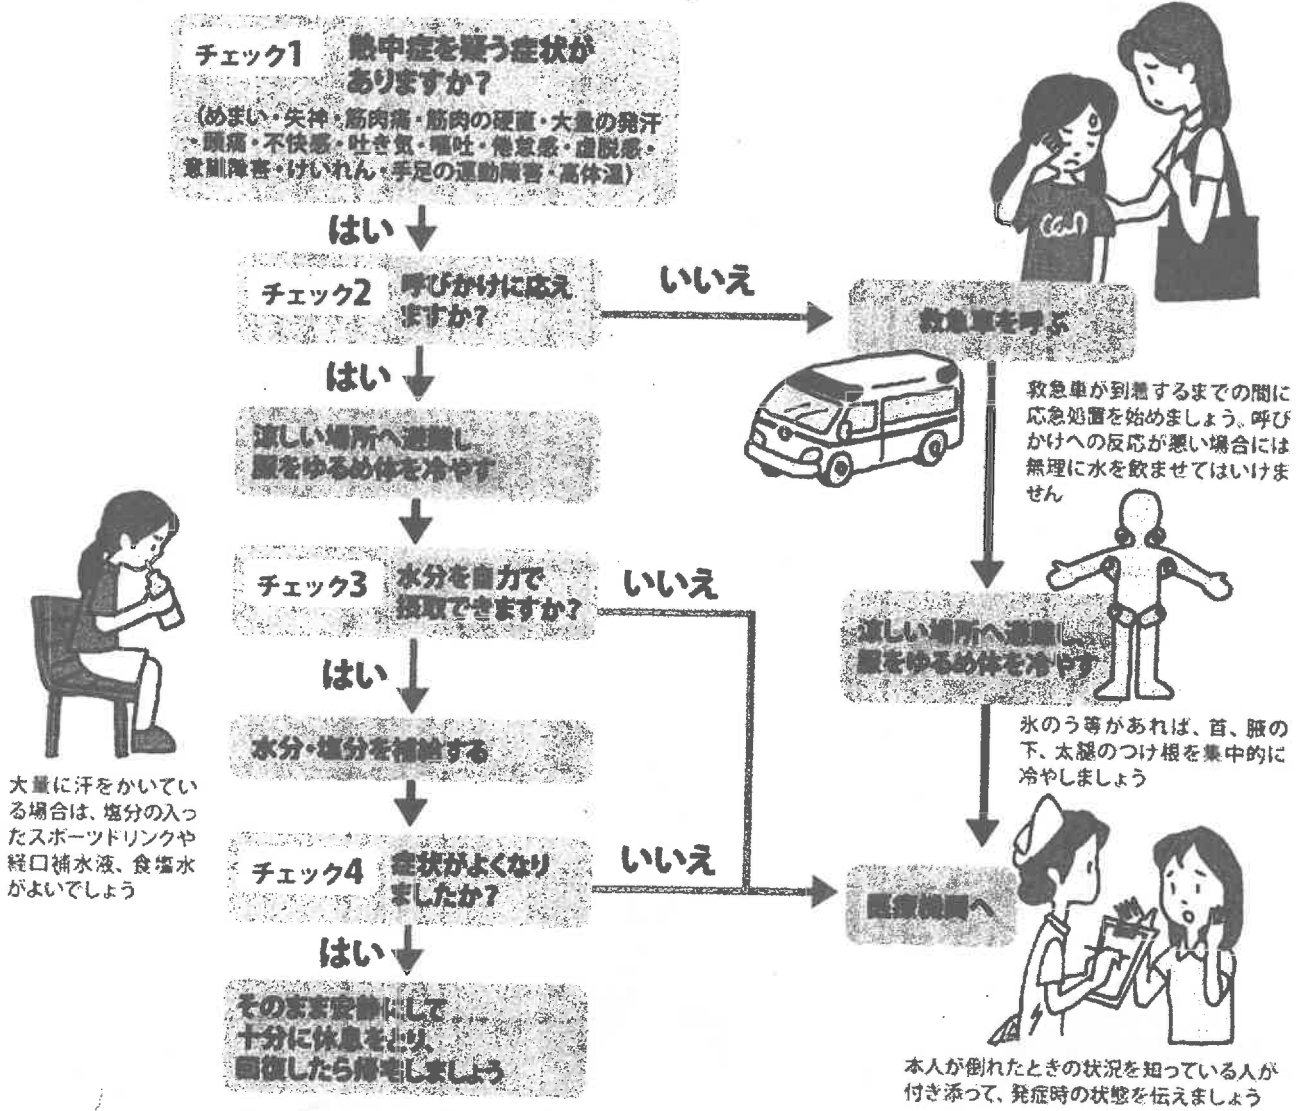 チェック1
熱中症を疑う症状が
ありますか?
(めまい・失神・筋肉痛・筋肉の硬直・大量の発汗
・頭痛・不快感・吐き気・嘔吐・倦怠感・虚脱感・
意識障害・けいれん・手足の運動障害・高体温)
はい
チェック2
呼びかけに応え
ますか?
いいえ
救急車を呼ぶ
はい
救急車が到着するまでの間に
応急処置を始めましょう。呼び
かけへの反応が悪い場合には
無理に水を飲ませてはいけま
せん
涼しい場所へ避難し、
服をゆるめ体を冷やす
チェック3
水分を自力で
摂取できますか?
いいえ
涼しい場所へ避難し、
服をゆるめ体を冷やす
はい
氷のう等があれば、首、腋の
下、太腿のつけ根を集中的に
冷やしましょう
水分・塩分を補給する
大量に汗をかいてい
る場合は、塩分の入っ
たスポーツドリンクや
経口補水液、食塩水
がよいでしょう
チェック4
症状がよくなり
ましたか?
いいえ
医療機関へ
はい
そのまま安静にして
十分に休息をとり、
回復したら帰宅しましょう
本人が倒れたときの状況を知っている人が
付き添って、発症時の状態を伝えましょう